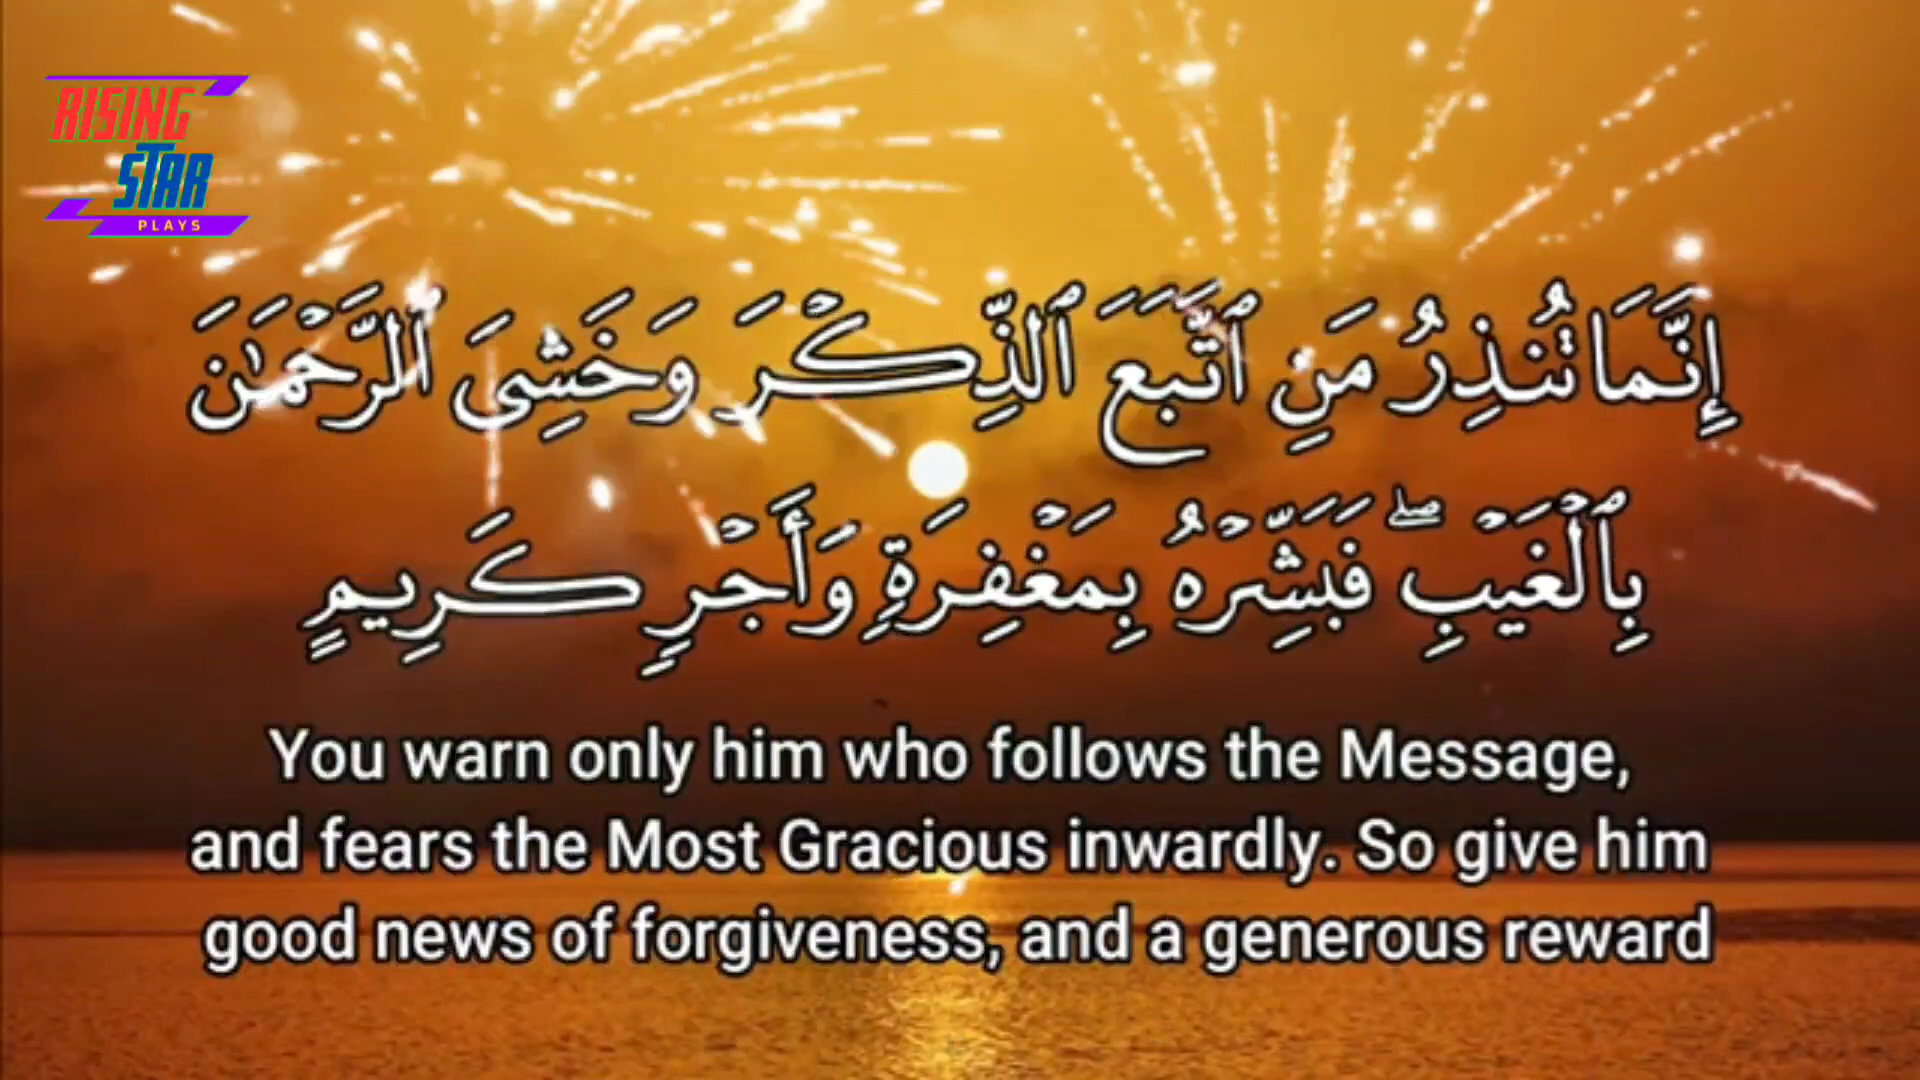 RISING
STAR
PLAYS
إِنَّمَا تُنذِرُ مَنِ ٱتَّبَعَ ٱلذِّكْرَ وَخَشِىَ ٱلرَّحْمَٰنَ
بِٱلْغَيْبِ ۖ فَبَشِّرْهُ بِمَغْفِرَةٍ وَأَجْرٍ كَرِيمٍ
You warn only him who follows the Message,
and fears the Most Gracious inwardly. So give him
good news of forgiveness, and a generous reward